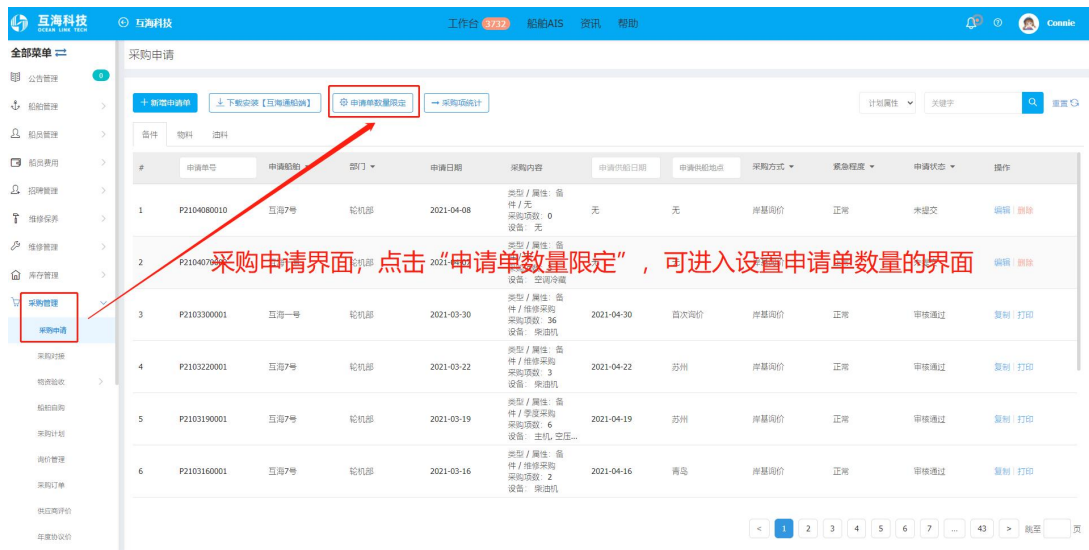 互海科技
OCEAN LINK TECH
互海科技
工作台 3732 船舶AIS 资讯 帮助
Connie
全部菜单
采购申请
公告管理 0
船舶管理
船员管理
船员费用
招聘管理
维修保养
维修管理
库存管理
采购管理
采购申请
采购对接
物资验收
船舶自购
采购计划
询价管理
采购订单
供应商评价
年度协议价
+ 新增申请单 下载安装【互海通船端】 申请单数量限定 采购项统计 计划属性 关键字 重置
备件 物料 油料
# 申请单号 申请船舶 部门 申请日期 采购内容 申请供船日期 申请供船地点 采购方式 紧急程度 申请状态 操作
类型 / 属性: 备
件 / 无
1 P2104080010 互海7号 轮机部 2021-04-08 采购项数: 0 无 无 岸基询价 正常 未提交 编辑 删除
设备: 无
类型 / 属性: 备
2 P21040700 编辑 删除
采购申请界面，点击“申请单数量限定”，可进入设置申请单数量的界面
设备: 空调冷藏
类型 / 属性: 备
件 / 维修采购
3 P2103300001 互海一号 轮机部 2021-03-30 采购项数: 36 2021-04-30 首次询价 岸基询价 正常 审核通过 复制 打印
设备: 柴油机
类型 / 属性: 备
件 / 维修采购
4 P2103220001 互海7号 轮机部 2021-03-22 采购项数: 3 2021-04-22 苏州 岸基询价 正常 审核通过 复制 打印
设备: 柴油机
类型 / 属性: 备
件 / 季度采购
5 P2103190001 互海7号 轮机部 2021-03-19 采购项数: 6 2021-04-19 苏州 岸基询价 正常 审核通过 复制 打印
设备: 主机, 空压...
类型 / 属性: 备
件 / 维修采购
6 P2103160001 互海7号 轮机部 2021-03-16 采购项数: 2 2021-04-16 青岛 岸基询价 正常 审核通过 复制 打印
设备: 柴油机
< 1 2 3 4 5 6 7 ... 43 > 跳至 页